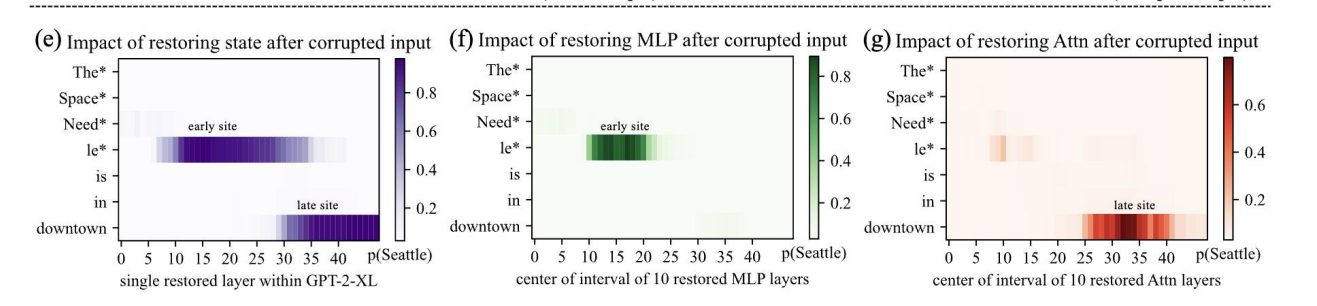 (e) Impact of restoring state after corrupted input
The*
Space*
Need*
le*
is
in
downtown
early site
late site
0.8
0.6
0.4
0.2
0 5 10 15 20 25 30 35 40 p(Seattle)
single restored layer within GPT-2-XL
(f) Impact of restoring MLP after corrupted input
The*
Space*
Need*
le*
is
in
downtown
early site
0.8
0.6
0.4
0.2
0 5 10 15 20 25 30 35 40 p(Seattle)
center of interval of 10 restored MLP layers
(g) Impact of restoring Attn after corrupted input
The*
Space*
Need*
le*
is
in
downtown
late site
0.6
0.4
0.2
0 5 10 15 20 25 30 35 40 p(Seattle)
center of interval of 10 restored Attn layers